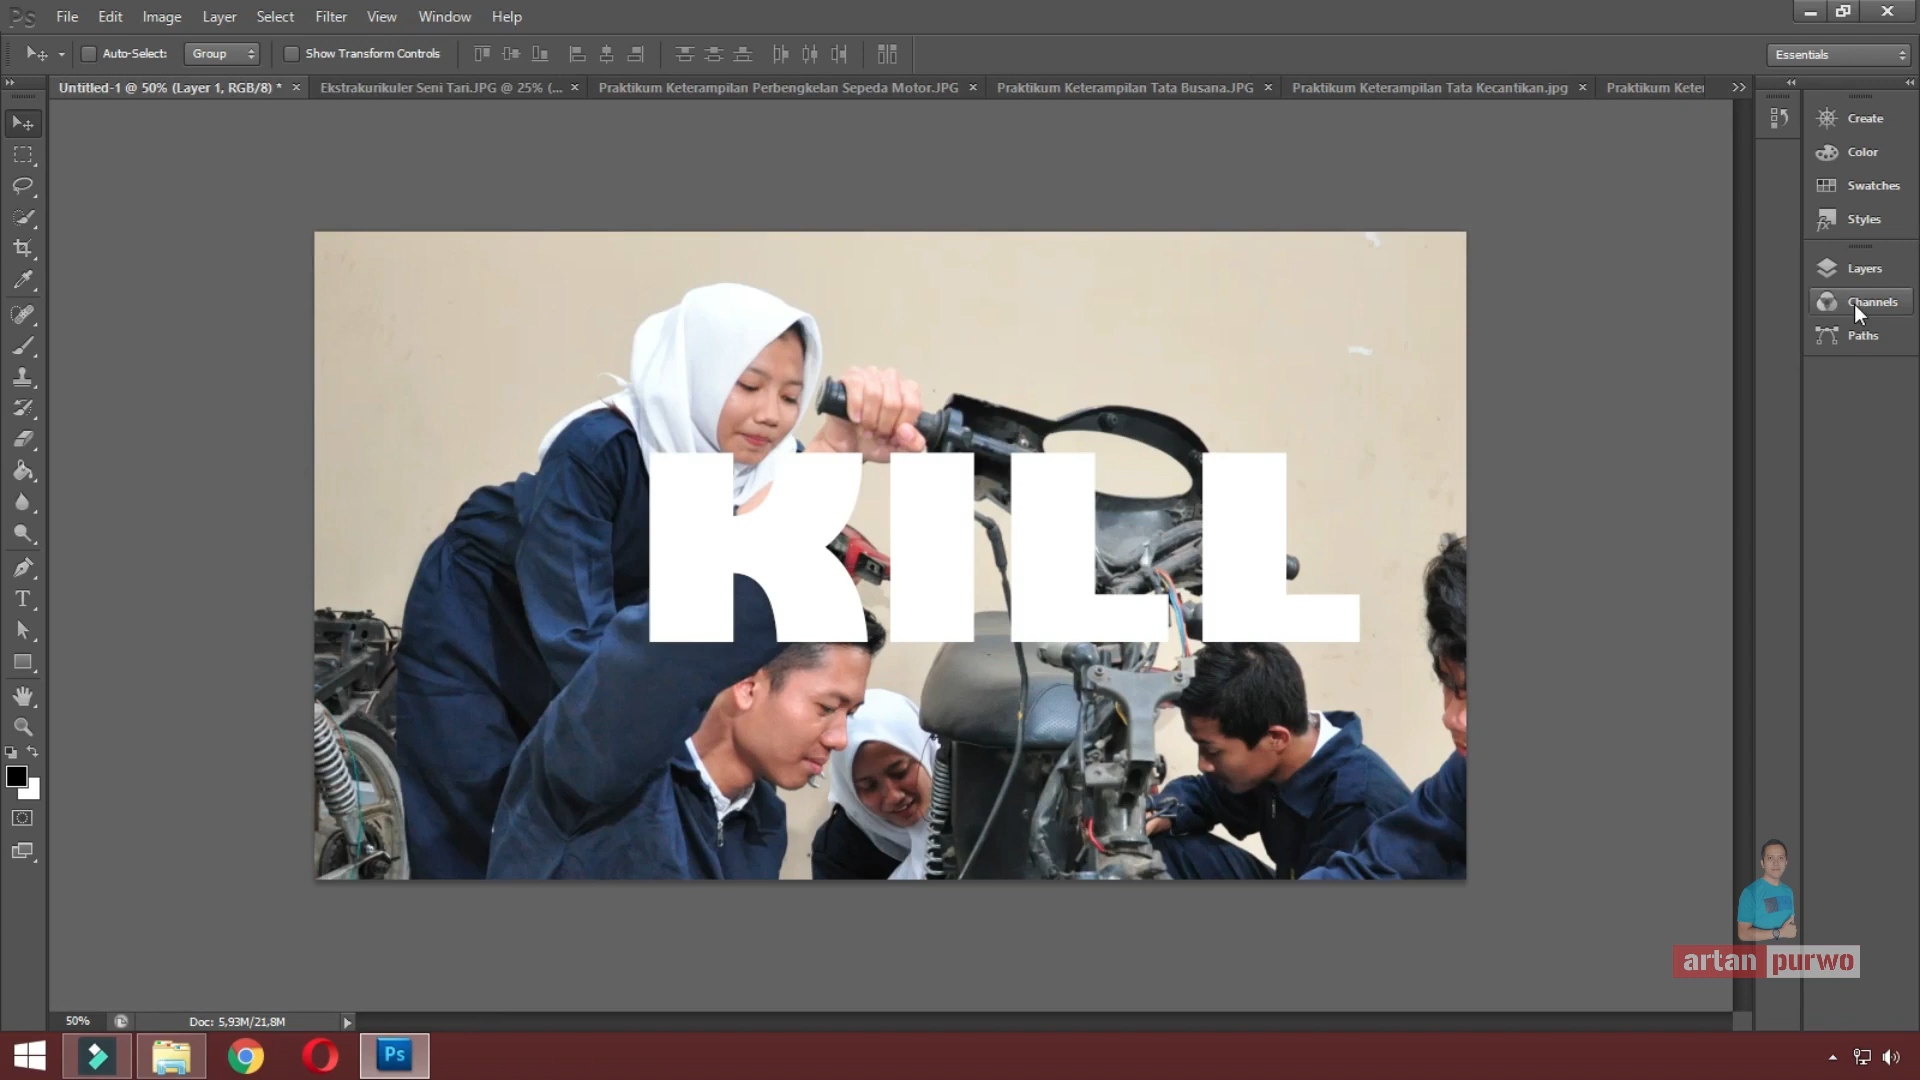 Ps File Edit Image Layer Select Filter View Window Help
Auto-Select: Group Show Transform Controls Essentials
Untitled-1 @ 50% (Layer 1, RGB/8) * Ekstrakurikuler Seni Tari.JPG @ 25% (... Praktikum Keterampilan Perbengkelan Sepeda Motor.JPG Praktikum Keterampilan Tata Busana.JPG Praktikum Keterampilan Tata Kecantikan.jpg Praktikum Keter
Create
Color
Swatches
Styles
Layers
Channels
Paths
KILL
artan purwo
50% Doc: 5,93M/21,8M
Ps